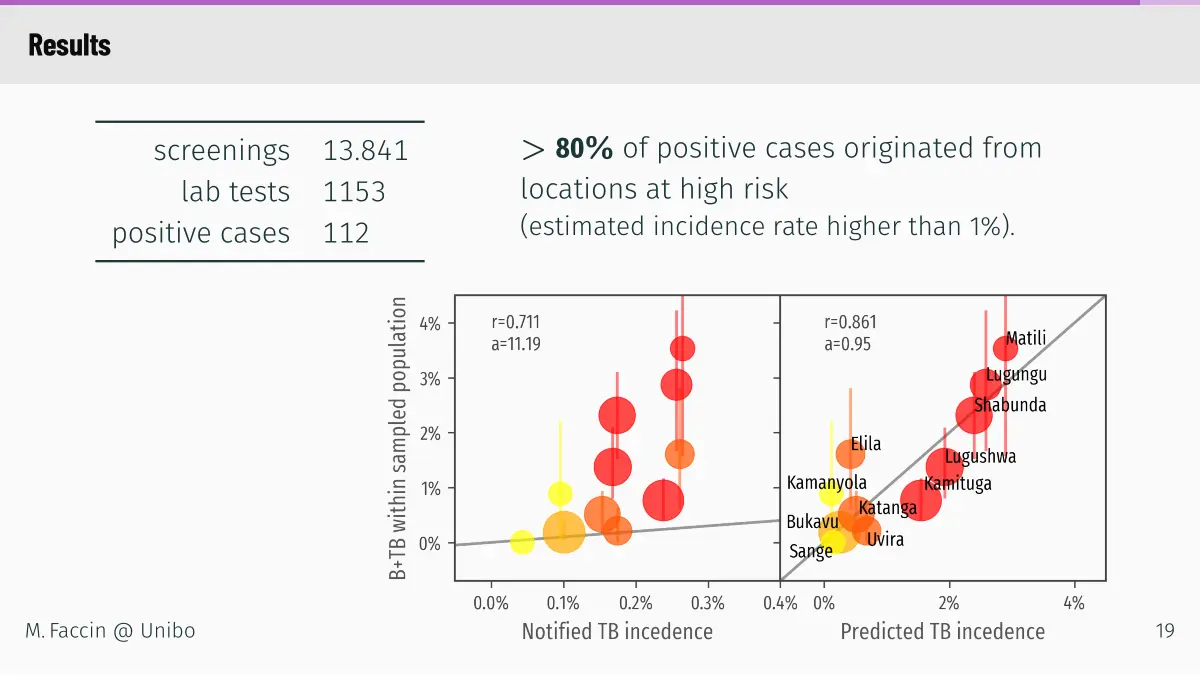 Results
screenings 13.841
lab tests 1153
positive cases 112
> 80% of positive cases originated from
locations at high risk
(estimated incidence rate higher than 1%).
B+TB within sampled population
4%
3%
2%
1%
0%
r=0.711
a=11.19
0.0% 0.1% 0.2% 0.3% 0.4%
Notified TB incedence
r=0.861
a=0.95
Matili
Lugungu
Shabunda
Elila
Lugushwa
Kamanyola
Kamituga
Katanga
Bukavu
Uvira
Sange
0% 2% 4%
Predicted TB incedence
M. Faccin @ Unibo
19